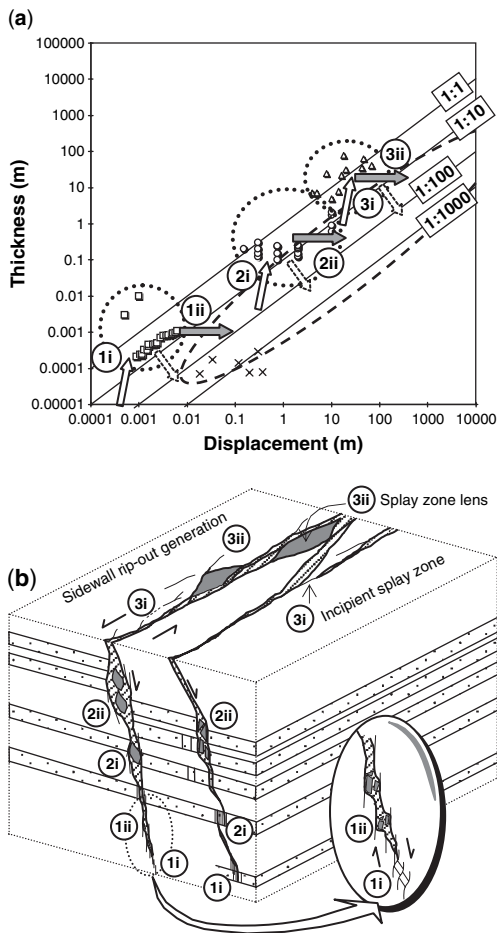 (a)
100000
10000
1000
100
10
1
0.1
0.10
0.001
0.0001
0.00001
Thickness (m)
0.0001
0.001
0.01
0.1
1
10
100
1000
10000
Displacement (m)
1:1
1:10
1:100
1:1000
3ii
3i
2i
2ii
1ii
1i
(b)
3ii Splay zone lens
Sidewall rip-out generation
3ii
3i
3i
Incipient splay zone
2ii
2ii
2i
2i
1ii
1i
1i
1ii
1i